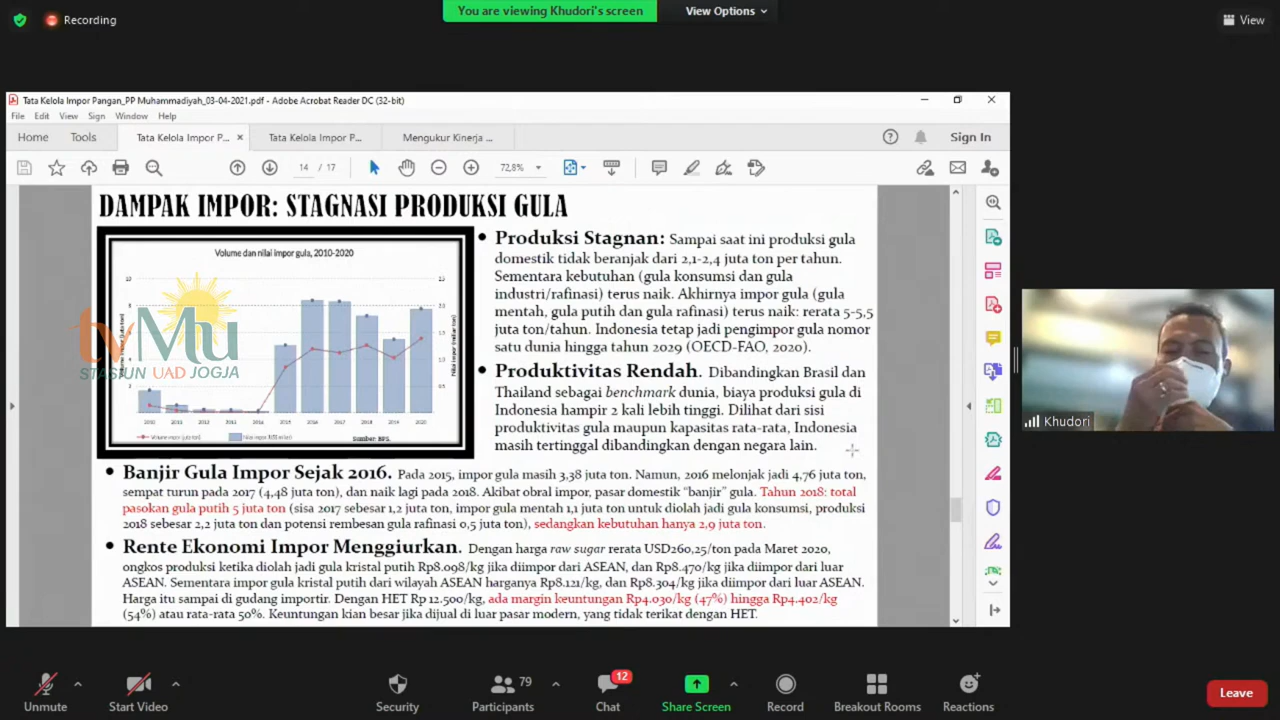 You are viewing Khudori's screen
View Options
Recording
View
Tata Kelola Impor Pangan_PP Muhammadiyah_03-04-2021.pdf - Adobe Acrobat Reader DC (32-bit)
File Edit View Sign Window Help
Home Tools Tata Kelola Impor P... × Tata Kelola Impor P... Mengukur Kinerja ... Sign In
14 / 17 72,8%
DAMPAK IMPOR: STAGNASI PRODUKSI GULA
Volume dan nilai impor gula, 2010-2020
2010 2011 2012 2013 2014 2015 2016 2017 2018 2019 2020
Sumber: BPS.
tvMu
STASIUN UAD JOGJA
• Produksi Stagnan: Sampai saat ini produksi gula
domestik tidak beranjak dari 2,1-2,4 juta ton per tahun.
Sementara kebutuhan (gula konsumsi dan gula
industri/rafinasi) terus naik. Akhirnya impor gula (gula
mentah, gula putih dan gula rafinasi) terus naik: rerata 5-5,5
juta ton/tahun. Indonesia tetap jadi pengimpor gula nomor
satu dunia hingga tahun 2029 (OECD-FAO, 2020).
• Produktivitas Rendah. Dibandingkan Brasil dan
Thailand sebagai benchmark dunia, biaya produksi gula di
Indonesia hampir 2 kali lebih tinggi. Dilihat dari sisi
produktivitas gula maupun kapasitas rata-rata, Indonesia
masih tertinggal dibandingkan dengan negara lain.
• Banjir Gula Impor Sejak 2016. Pada 2015, impor gula masih 3,38 juta ton. Namun, 2016 melonjak jadi 4,76 juta ton,
sempat turun pada 2017 (4,48 juta ton), dan naik lagi pada 2018. Akibat obral impor, pasar domestik “banjir” gula. Tahun 2018: total
pasokan gula putih 5 juta ton (sisa 2017 sebesar 1,2 juta ton, impor gula mentah 1,1 juta ton untuk diolah jadi gula konsumsi, produksi
2018 sebesar 2,2 juta ton dan potensi rembesan gula rafinasi 0,5 juta ton), sedangkan kebutuhan hanya 2,9 juta ton.
• Rente Ekonomi Impor Menggiurkan. Dengan harga raw sugar rerata USD260,25/ton pada Maret 2020,
ongkos produksi ketika diolah jadi gula kristal putih Rp8.098/kg jika diimpor dari ASEAN, dan Rp8.470/kg jika diimpor dari luar
ASEAN. Sementara impor gula kristal putih dari wilayah ASEAN harganya Rp8.121/kg, dan Rp8.304/kg jika diimpor dari luar ASEAN.
Harga itu sampai di gudang importir. Dengan HET Rp 12.500/kg, ada margin keuntungan Rp4.030/kg (47%) hingga Rp4.402/kg
(54%) atau rata-rata 50%. Keuntungan kian besar jika dijual di luar pasar modern, yang tidak terikat dengan HET.
Khudori
Unmute
Start Video
Security
79
Participants
12
Chat
Share Screen
Record
Breakout Rooms
Reactions
Leave